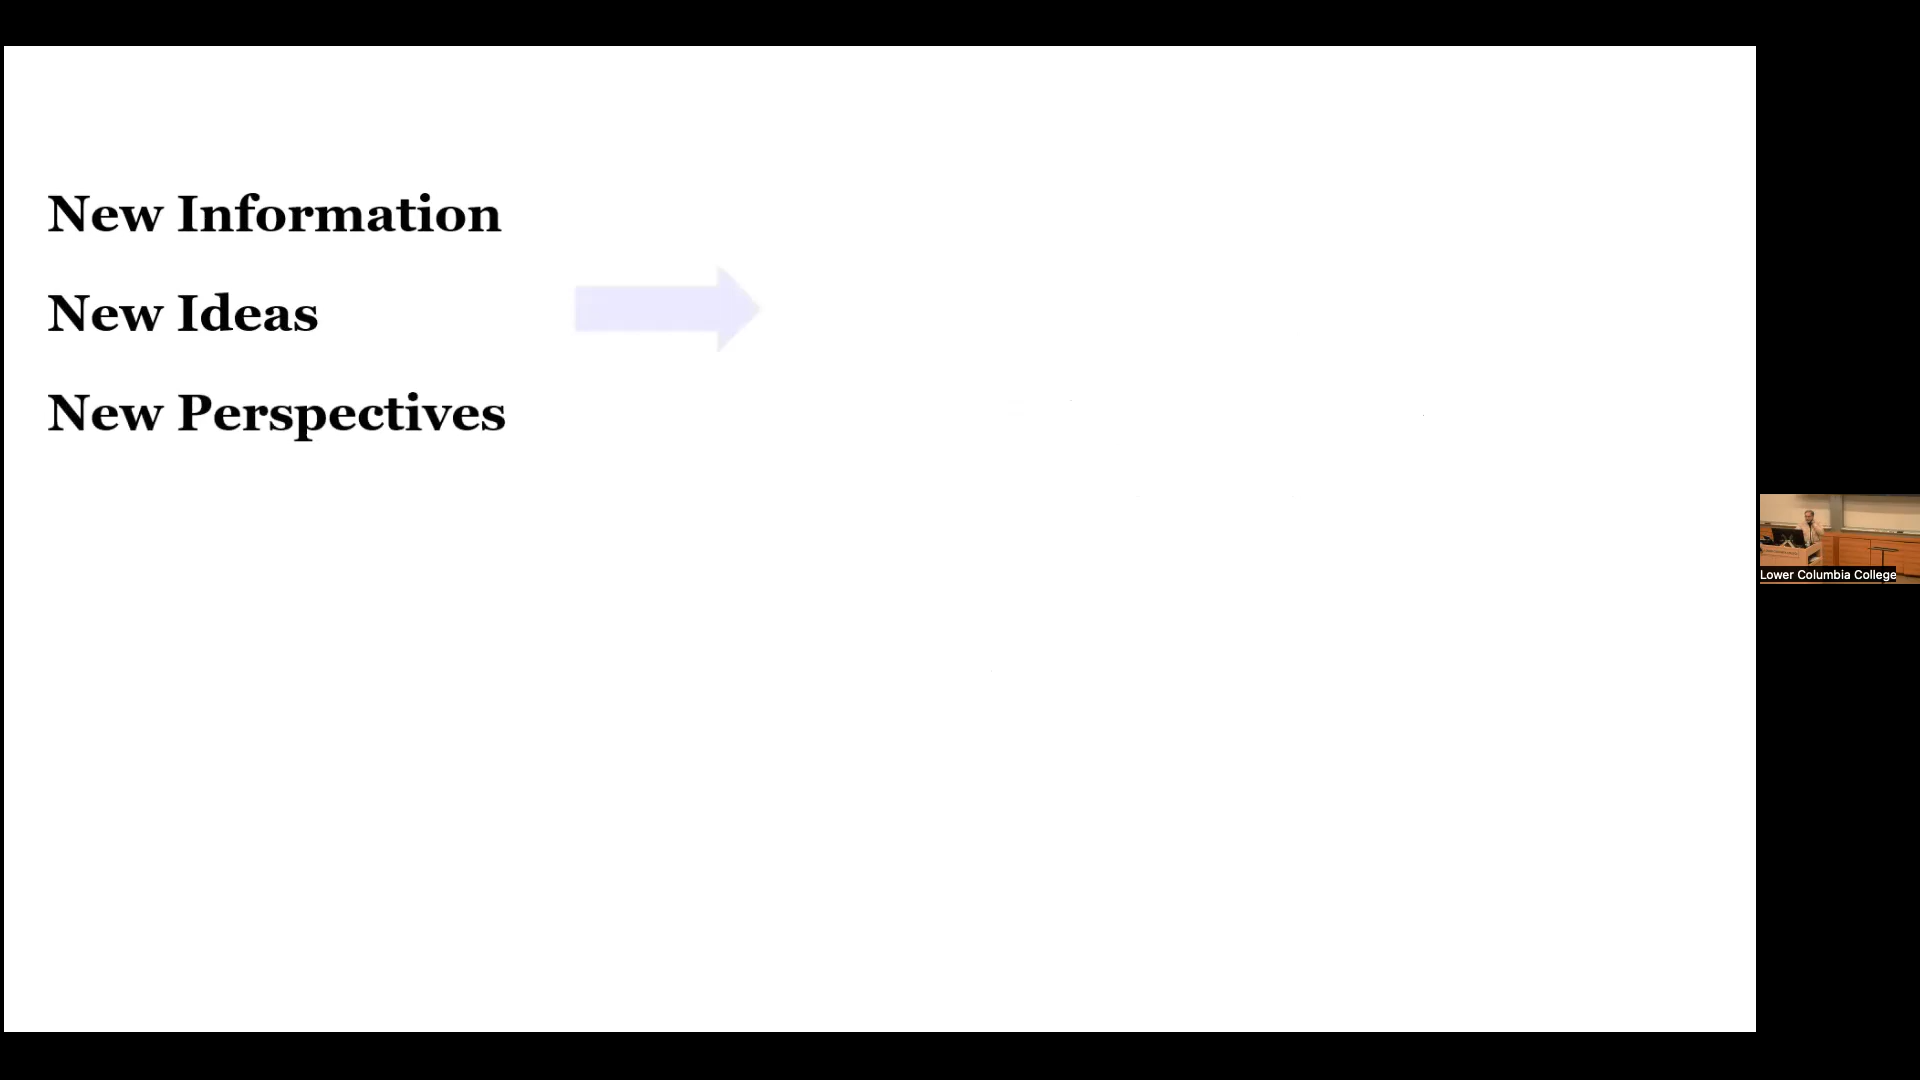 New Information
New Ideas
New Perspectives
Lower Columbia College